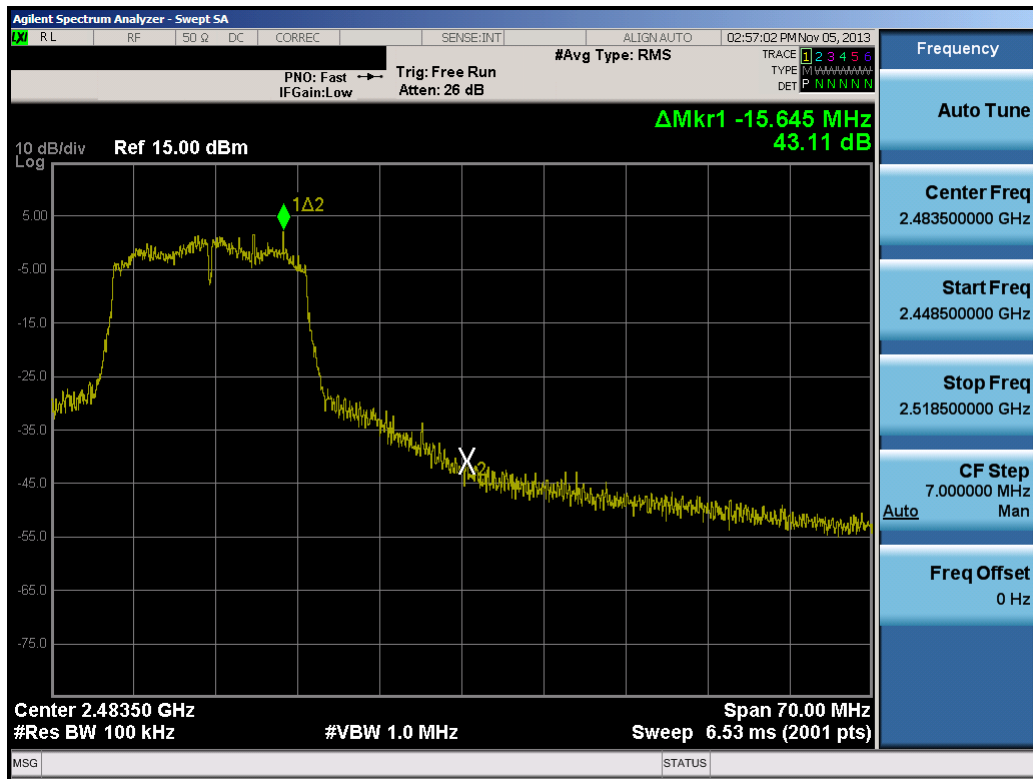 Agilent Spectrum Analyzer - Swept SA
LXI RL RF 50 Ω DC CORREC SENSE:INT ALIGN AUTO 02:57:02 PM Nov 05, 2013
Frequency
#Avg Type: RMS
TRACE 1 2 3 4 5 6
PNO: Fast Trig: Free Run
TYPE M WWWWW
IFGain:Low Atten: 26 dB
DET P N N N N N
Auto Tune
ΔMkr1 -15.645 MHz
43.11 dB
10 dB/div Ref 15.00 dBm
Log
1Δ2
5.00
-5.00
-15.0
-25.0
-35.0
X2
-45.0
-55.0
-65.0
-75.0
Center Freq
2.483500000 GHz
Start Freq
2.448500000 GHz
Stop Freq
2.518500000 GHz
CF Step
7.000000 MHz
Auto Man
Freq Offset
0 Hz
Center 2.48350 GHz Span 70.00 MHz
#Res BW 100 kHz #VBW 1.0 MHz Sweep 6.53 ms (2001 pts)
MSG STATUS